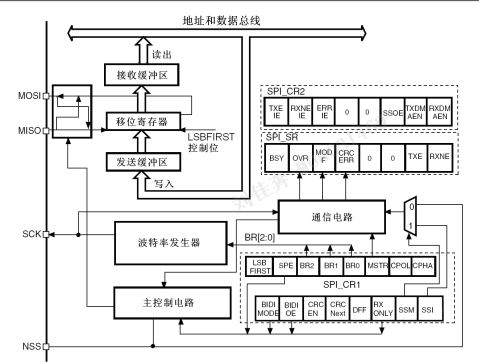 地址和数据总线
读出
接收缓冲区
MOSI
移位寄存器
MISO
LSBFIRST
控制位
发送缓冲区
写入
SPI_CR2
TXE IE RXNE IE ERR IE 0 0 SSOE TXDM AEN RXDM AEN
SPI_SR
BSY OVR MOD F CRC ERR 0 0 TXE RXNE
通信电路
0
1
SCK
波特率发生器
BR[2:0]
LSB FIRST SPE BR2 BR1 BR0 MSTR CPOL CPHA
SPI_CR1
主控制电路
BIDI MODE BIDI OE CRC EN CRC Next DFF RX ONLY SSM SSI
NSS